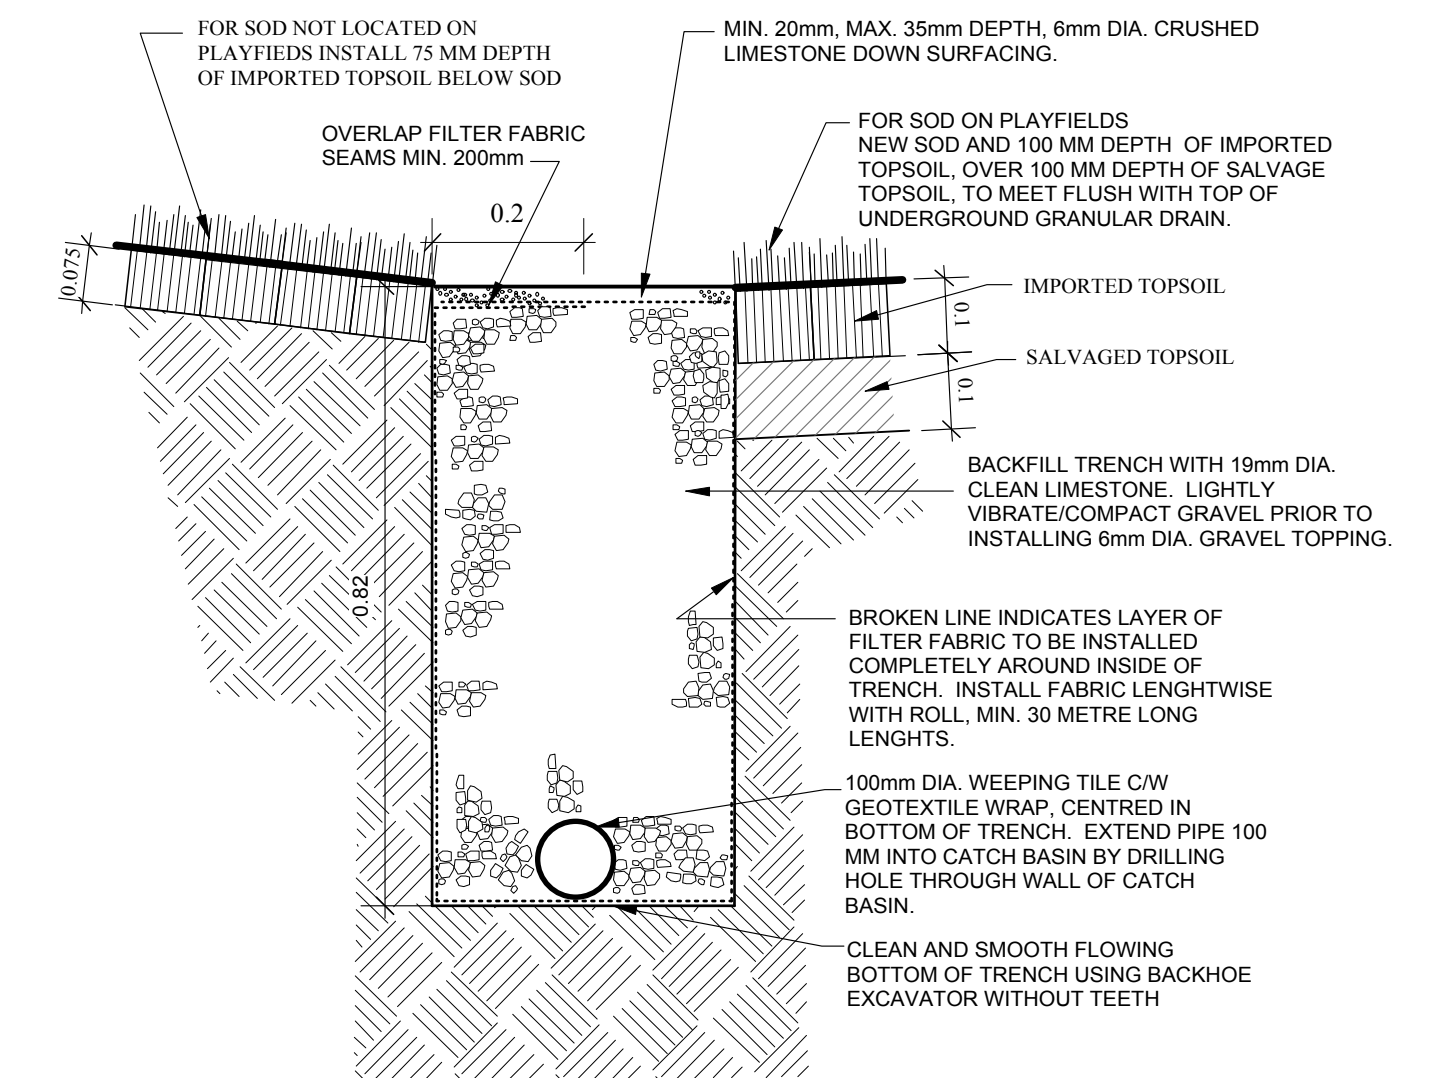 FOR SOD NOT LOCATED ON
PLAYFIEDS INSTALL 75 MM DEPTH
OF IMPORTED TOPSOIL BELOW SOD
MIN. 20mm, MAX. 35mm DEPTH, 6mm DIA. CRUSHED
LIMESTONE DOWN SURFACING.
OVERLAP FILTER FABRIC
SEAMS MIN. 200mm
FOR SOD ON PLAYFIELDS
NEW SOD AND 100 MM DEPTH OF IMPORTED
TOPSOIL, OVER 100 MM DEPTH OF SALVAGE
TOPSOIL, TO MEET FLUSH WITH TOP OF
UNDERGROUND GRANULAR DRAIN.
0.2
0.075
IMPORTED TOPSOIL
0.1
SALVAGED TOPSOIL
0.1
BACKFILL TRENCH WITH 19mm DIA.
CLEAN LIMESTONE. LIGHTLY
VIBRATE/COMPACT GRAVEL PRIOR TO
INSTALLING 6mm DIA. GRAVEL TOPPING.
0.82
BROKEN LINE INDICATES LAYER OF
FILTER FABRIC TO BE INSTALLED
COMPLETELY AROUND INSIDE OF
TRENCH. INSTALL FABRIC LENGHTWISE
WITH ROLL, MIN. 30 METRE LONG
LENGHTS.
100mm DIA. WEEPING TILE C/W
GEOTEXTILE WRAP, CENTRED IN
BOTTOM OF TRENCH. EXTEND PIPE 100
MM INTO CATCH BASIN BY DRILLING
HOLE THROUGH WALL OF CATCH
BASIN.
CLEAN AND SMOOTH FLOWING
BOTTOM OF TRENCH USING BACKHOE
EXCAVATOR WITHOUT TEETH